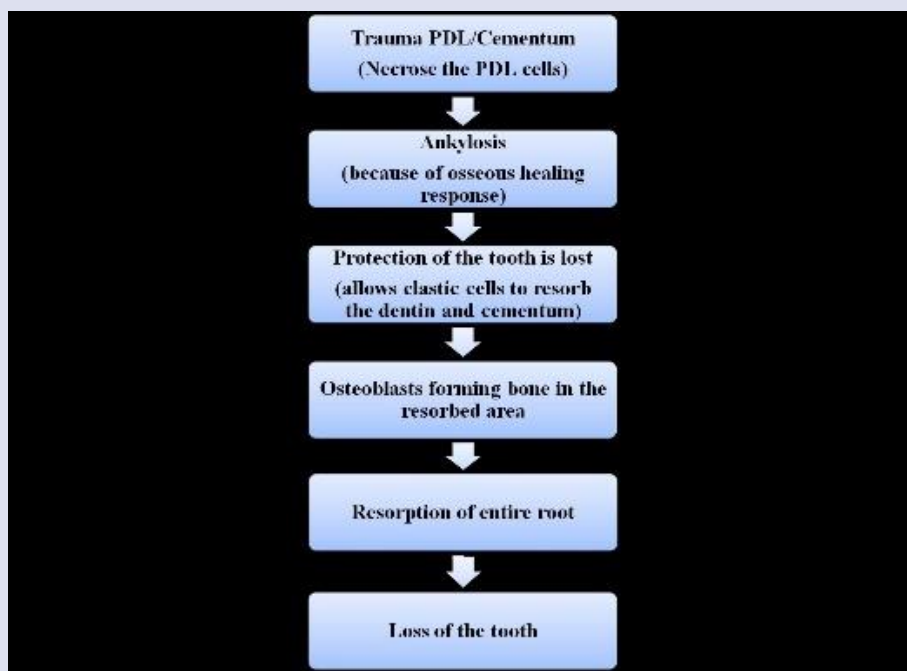 Trauma PDL/Cementum
(Necrose the PDL cells)
Ankylosis
(because of osseous healing
response)
Protection of the tooth is lost
(allows clastic cells to resorb
the dentin and cementum)
Osteoblasts forming bone in the
resorbed area
Resorption of entire root
Loss of the tooth